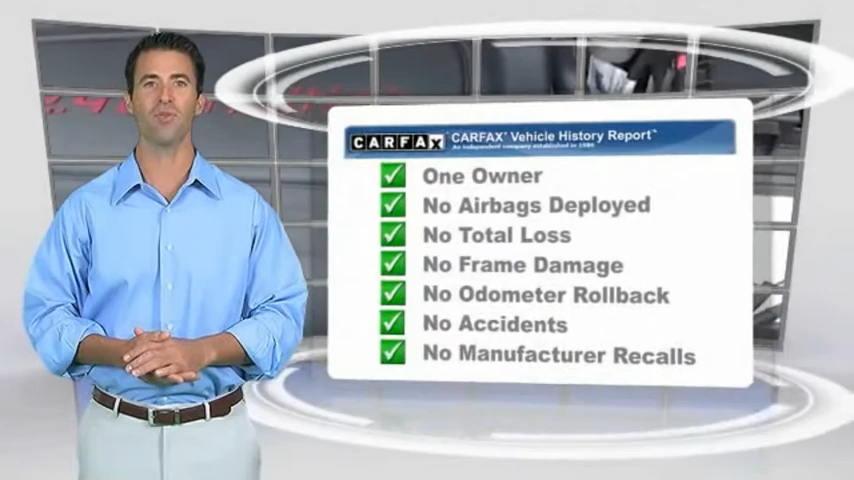 CARFAX CARFAX™ Vehicle History Report™
An independent company established in 1984
One Owner
No Airbags Deployed
No Total Loss
No Frame Damage
No Odometer Rollback
No Accidents
No Manufacturer Recalls